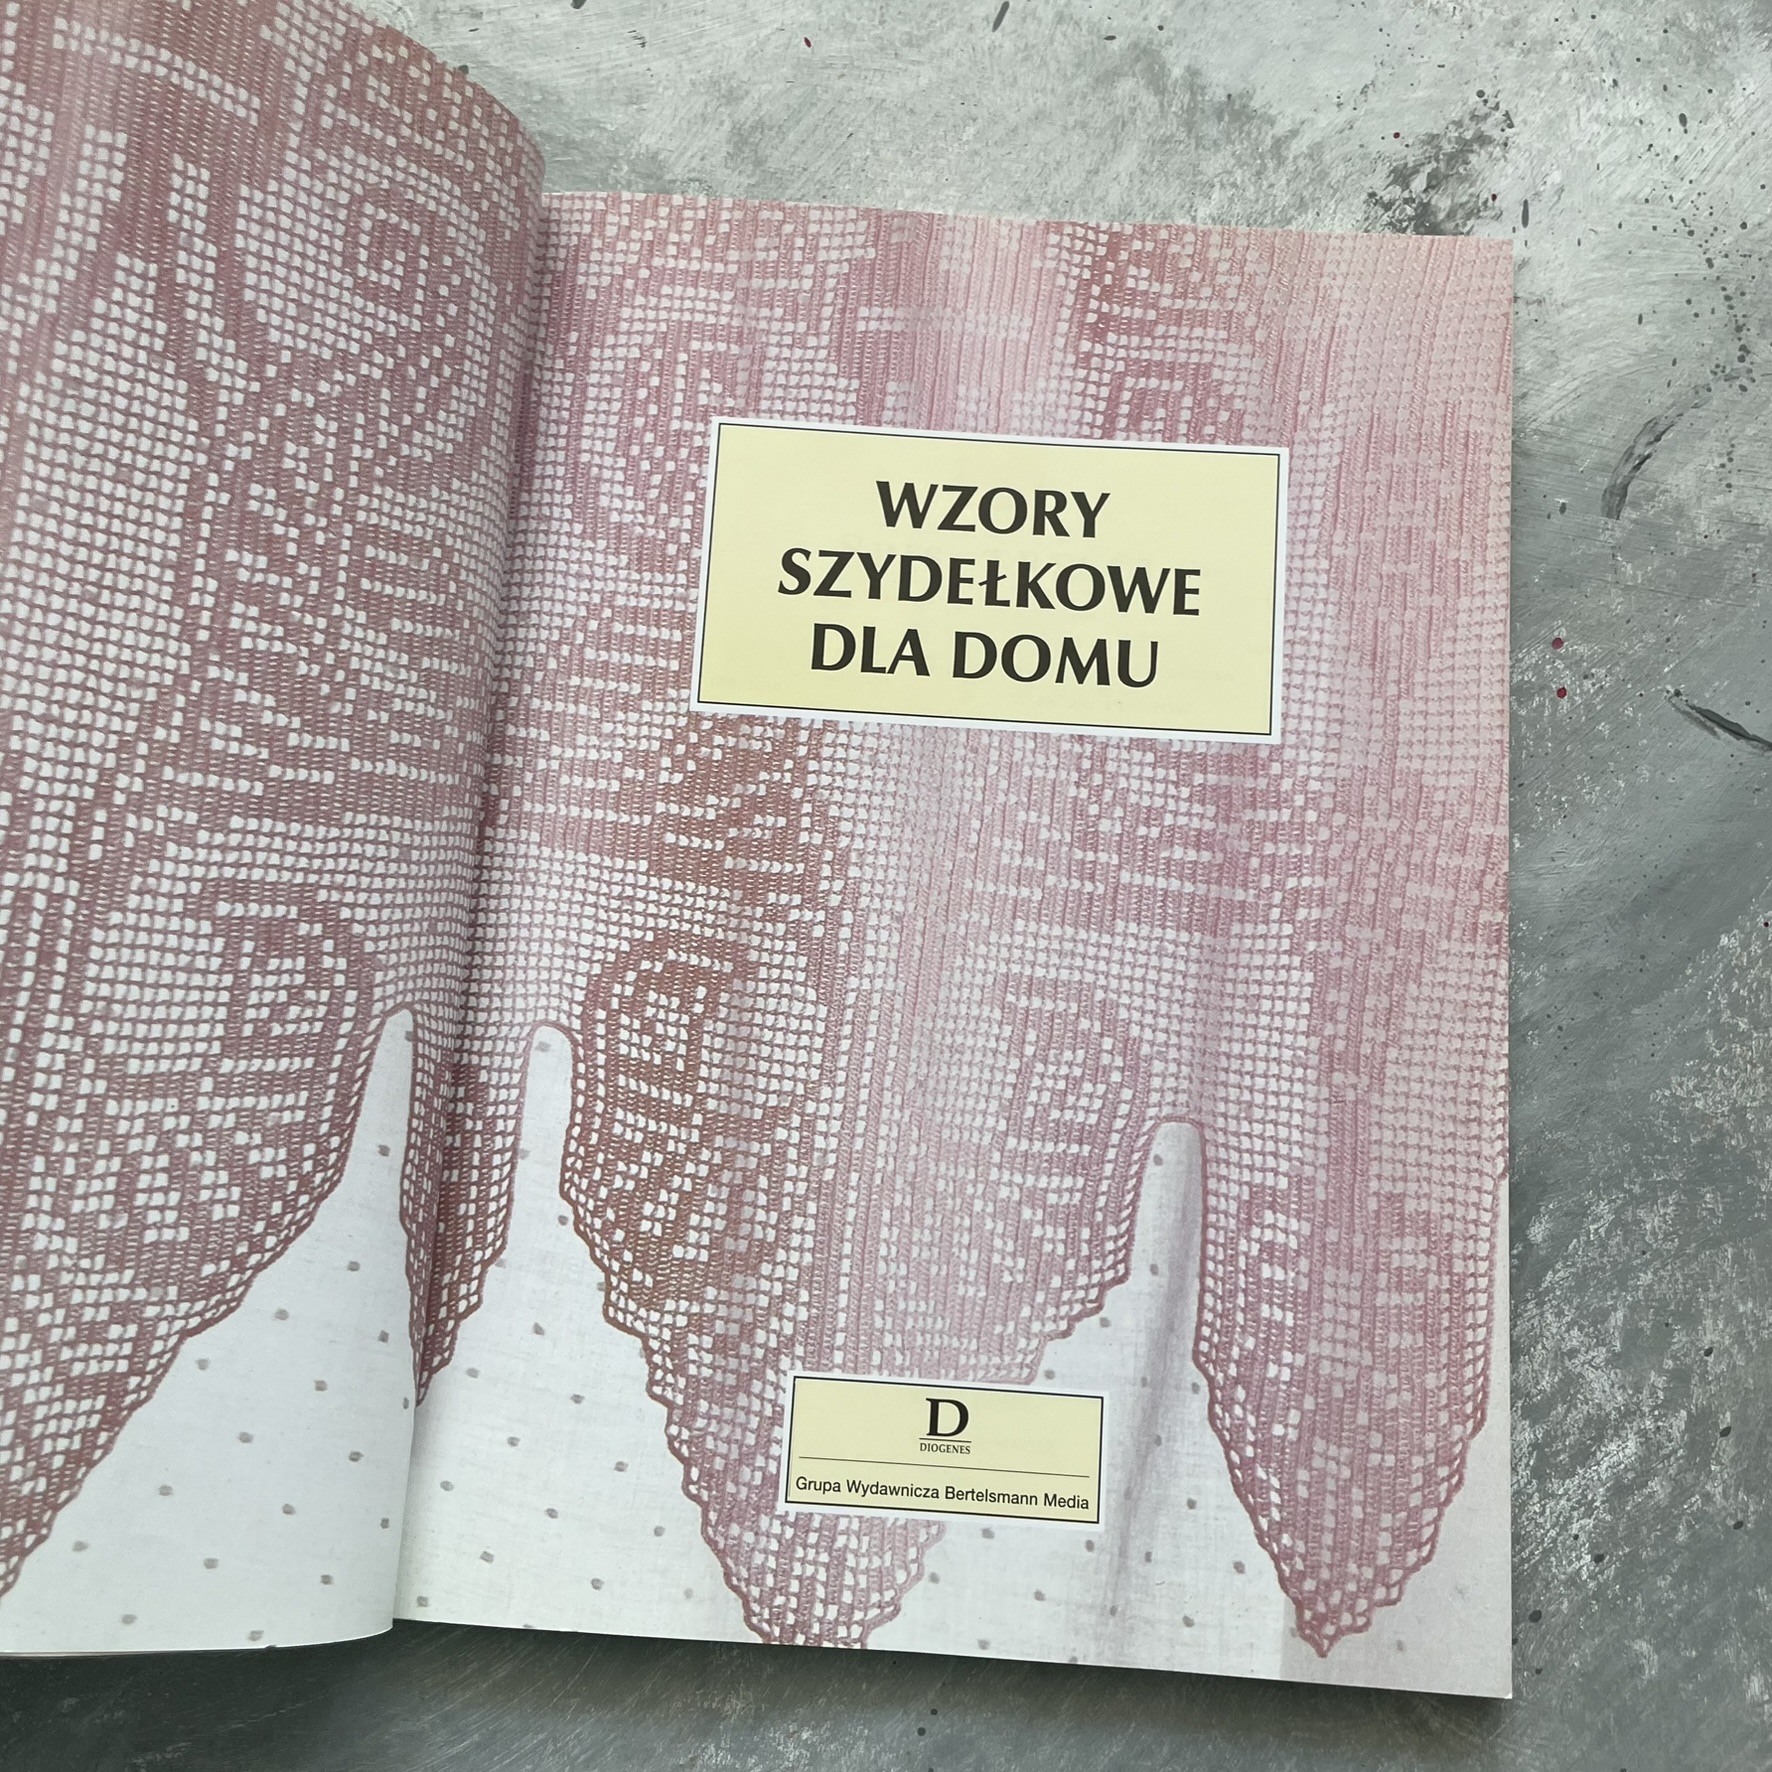 WZORY
SZYDEŁKOWE
DLA DOMU
D
DIOGENES
Grupa Wydawnicza Bertelsmann Media